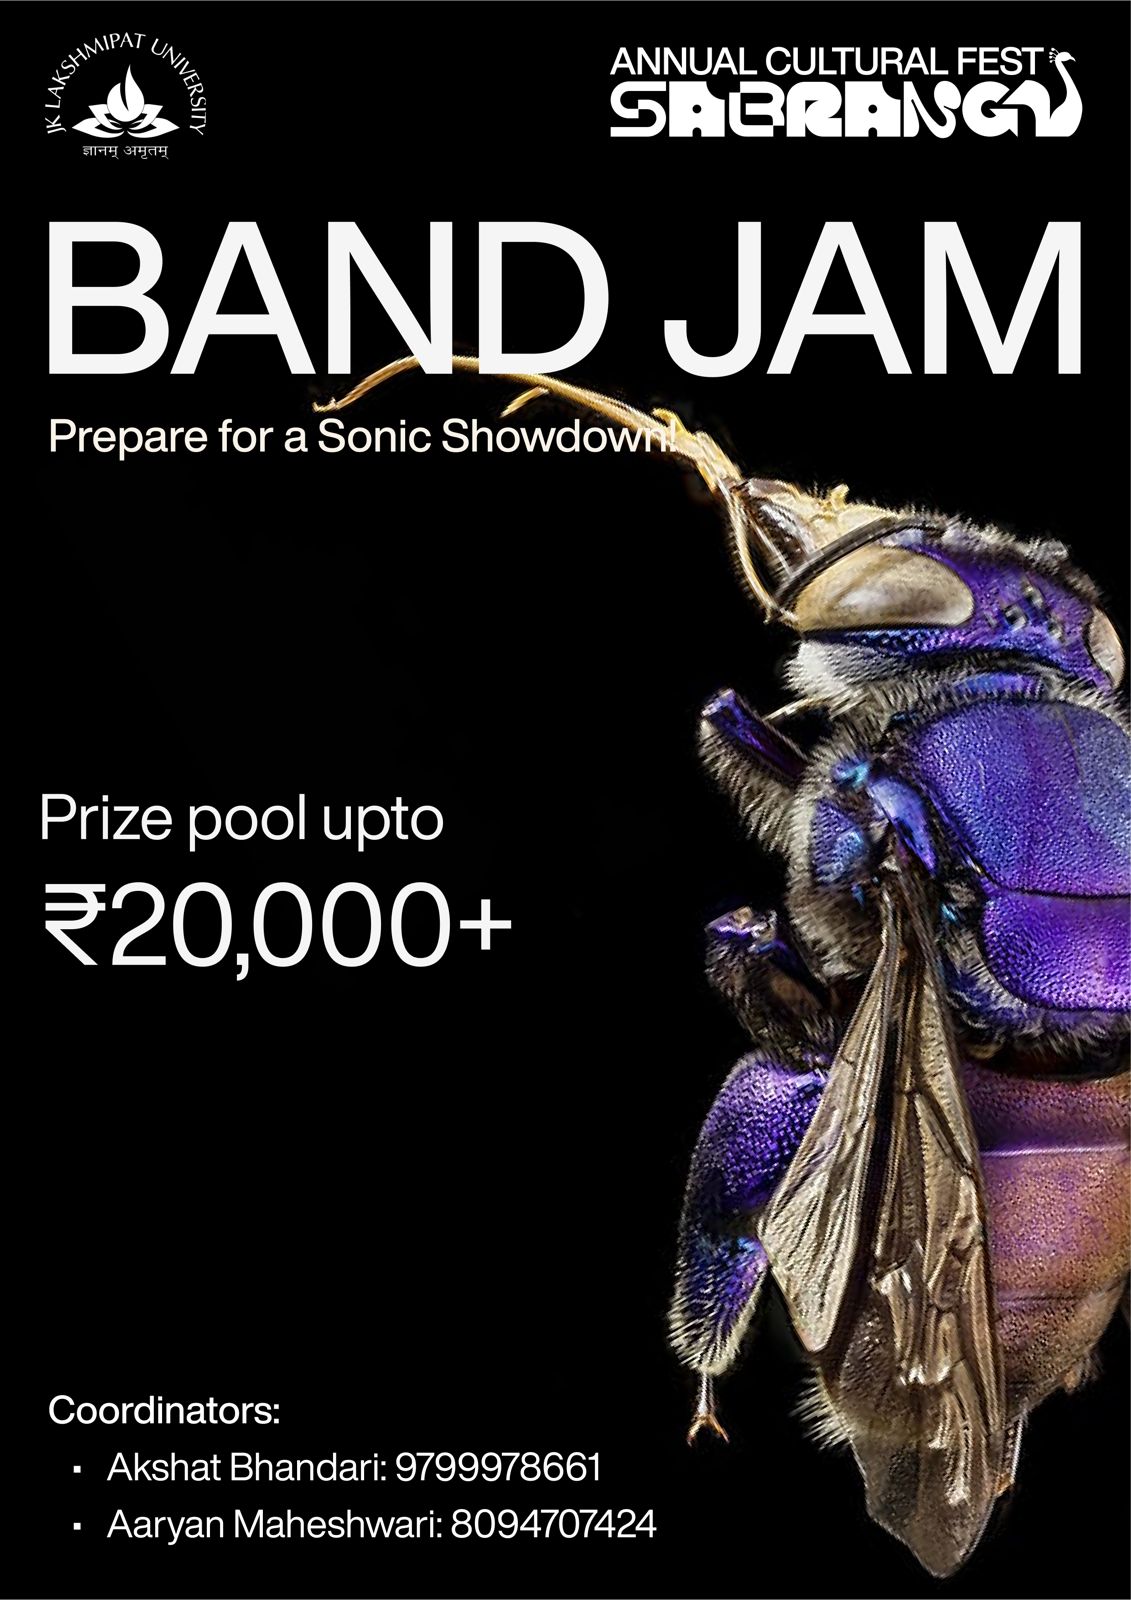 JK LAKSHMIPAT UNIVERSITY
ज्ञानम् अमृतम्
ANNUAL CULTURAL FEST
SABRANG
BAND JAM
Prepare for a Sonic Showdown!
Prize pool upto
₹20,000+
Coordinators:
▪ Akshat Bhandari: 9799978661
▪ Aaryan Maheshwari: 8094707424